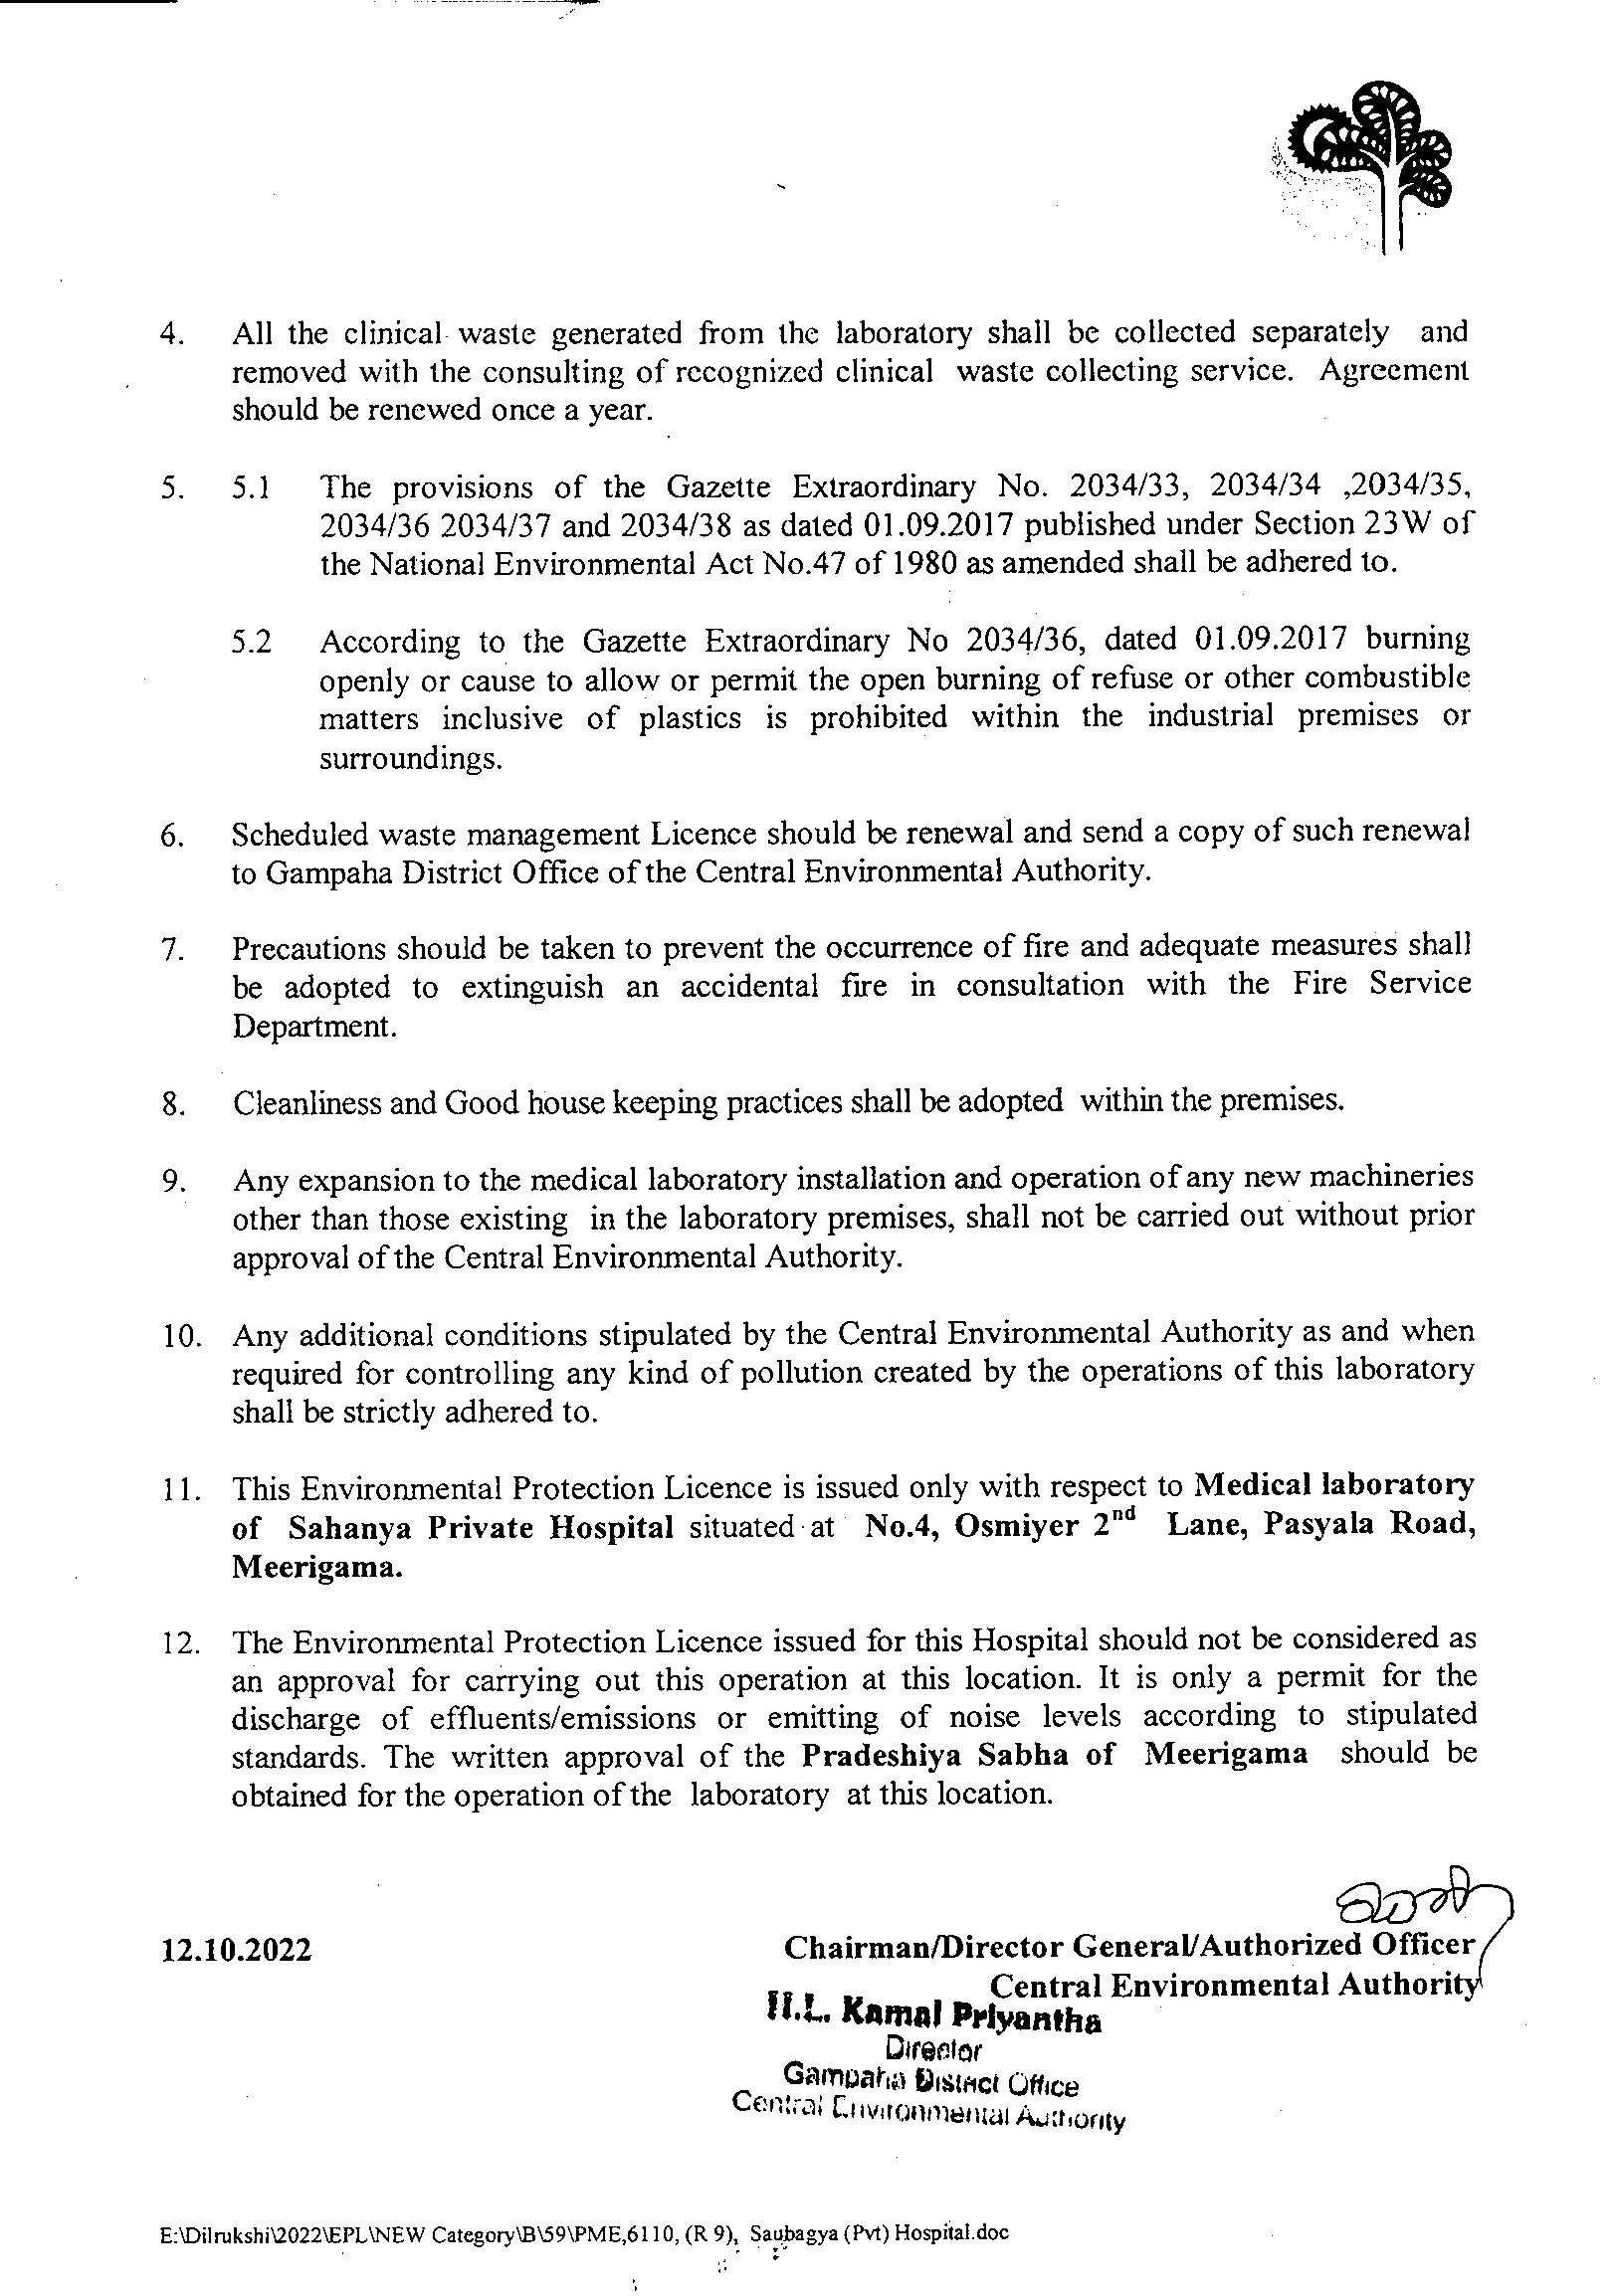 4. All the clinical waste generated from the laboratory shall be collected separately and
removed with the consulting of recognized clinical waste collecting service. Agreement
should be renewed once a year.
5. 5.1 The provisions of the Gazette Extraordinary No. 2034/33, 2034/34 ,2034/35,
2034/36 2034/37 and 2034/38 as dated 01.09.2017 published under Section 23W of
the National Environmental Act No.47 of 1980 as amended shall be adhered to.
5.2 According to the Gazette Extraordinary No 2034/36, dated 01.09.2017 burning
openly or cause to allow or permit the open burning of refuse or other combustible
matters inclusive of plastics is prohibited within the industrial premises or
surroundings.
6. Scheduled waste management Licence should be renewal and send a copy of such renewal
to Gampaha District Office of the Central Environmental Authority.
7. Precautions should be taken to prevent the occurrence of fire and adequate measures shall
be adopted to extinguish an accidental fire in consultation with the Fire Service
Department.
8. Cleanliness and Good house keeping practices shall be adopted within the premises.
9. Any expansion to the medical laboratory installation and operation of any new machineries
other than those existing in the laboratory premises, shall not be carried out without prior
approval of the Central Environmental Authority.
10. Any additional conditions stipulated by the Central Environmental Authority as and when
required for controlling any kind of pollution created by the operations of this laboratory
shall be strictly adhered to.
11. This Environmental Protection Licence is issued only with respect to Medical laboratory
of Sahanya Private Hospital situated at No.4, Osmiyer 2nd Lane, Pasyala Road,
Meerigama.
12. The Environmental Protection Licence issued for this Hospital should not be considered as
an approval for carrying out this operation at this location. It is only a permit for the
discharge of effluents/emissions or emitting of noise levels according to stipulated
standards. The written approval of the Pradeshiya Sabha of Meerigama should be
obtained for the operation of the laboratory at this location.
12.10.2022 Chairman/Director General/Authorized Officer
Central Environmental Authority
H.L. Kamal Priyantha
Director
Gampaha District Office
Central Environmental Authority
E:\Dilrukshi\2022\EPL\NEW Category\B\59\PME,6110, (R 9), Saubagya (Pvt) Hospital.doc